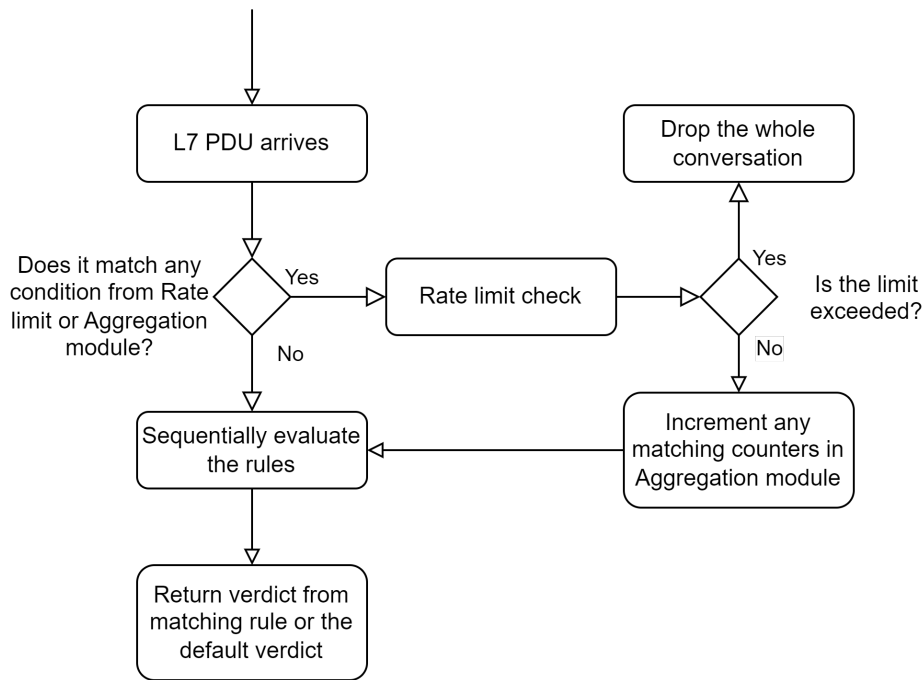 L7 PDU arrives
Drop the whole
conversation
Does it match any
condition from Rate
limit or Aggregation
module?
Yes
Rate limit check
Yes
Is the limit
exceeded?
No
No
Sequentially evaluate
the rules
Increment any
matching counters in
Aggregation module
Return verdict from
matching rule or the
default verdict